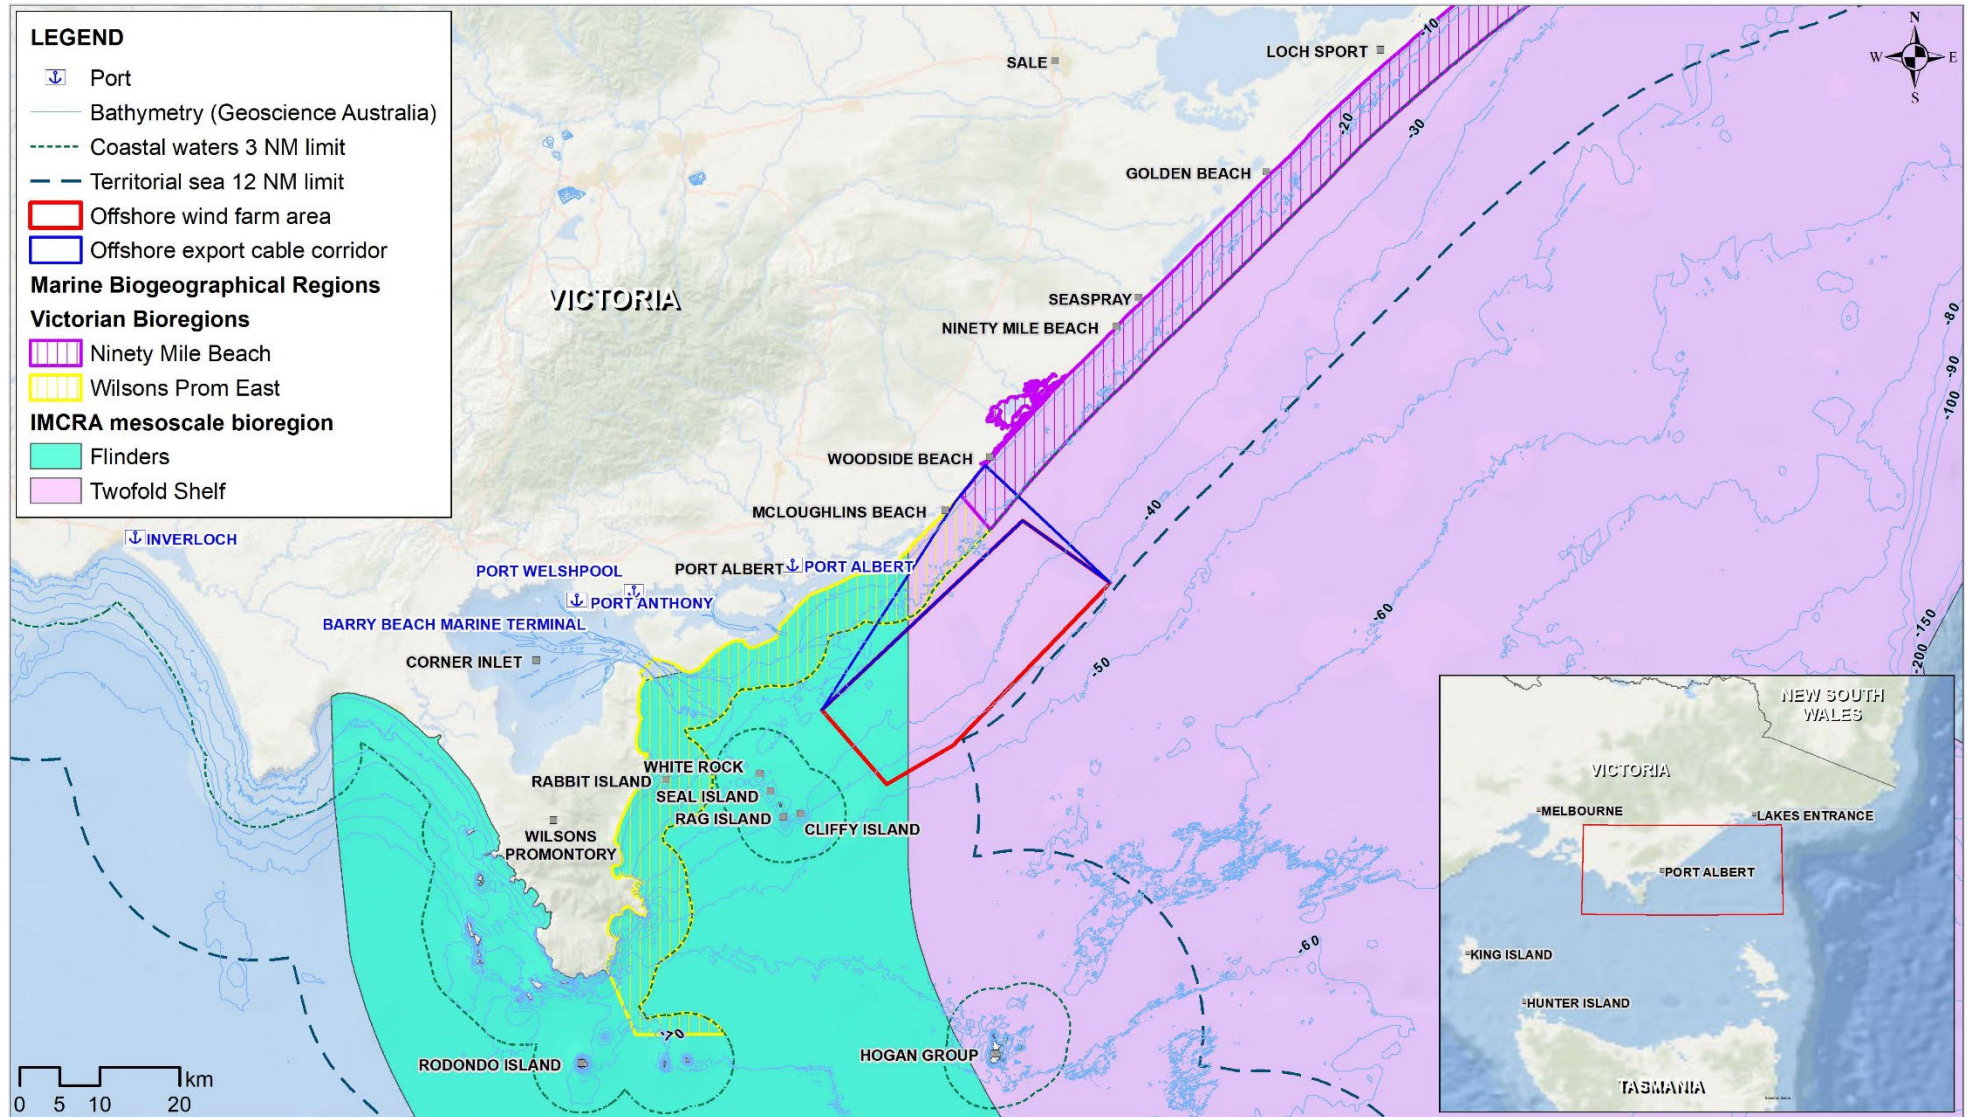 LEGEND
Port
Bathymetry (Geoscience Australia)
Coastal waters 3 NM limit
Territorial sea 12 NM limit
Offshore wind farm area
Offshore export cable corridor
Marine Biogeographical Regions
Victorian Bioregions
Ninety Mile Beach
Wilsons Prom East
IMCRA mesoscale bioregion
Flinders
Twofold Shelf
N
W E
S
-10
LOCH SPORT
SALE
-20
-30
GOLDEN BEACH
VICTORIA
SEASPRAY
NINETY MILE BEACH
-80
-90
-100
WOODSIDE BEACH
MCLOUGHLINS BEACH
-40
INVERLOCH
PORT ALBERT
PORT ALBERT
PORT WELSHPOOL
PORT ANTHONY
BARRY BEACH MARINE TERMINAL
-60
-150
-200
CORNER INLET
-50
WHITE ROCK
RABBIT ISLAND
SEAL ISLAND
RAG ISLAND
CLIFFY ISLAND
WILSONS
PROMONTORY
-60
-70
HOGAN GROUP
RODONDO ISLAND
km
0 5 10 20
NEW SOUTH
WALES
VICTORIA
MELBOURNE
LAKES ENTRANCE
PORT ALBERT
KING ISLAND
HUNTER ISLAND
TASMANIA